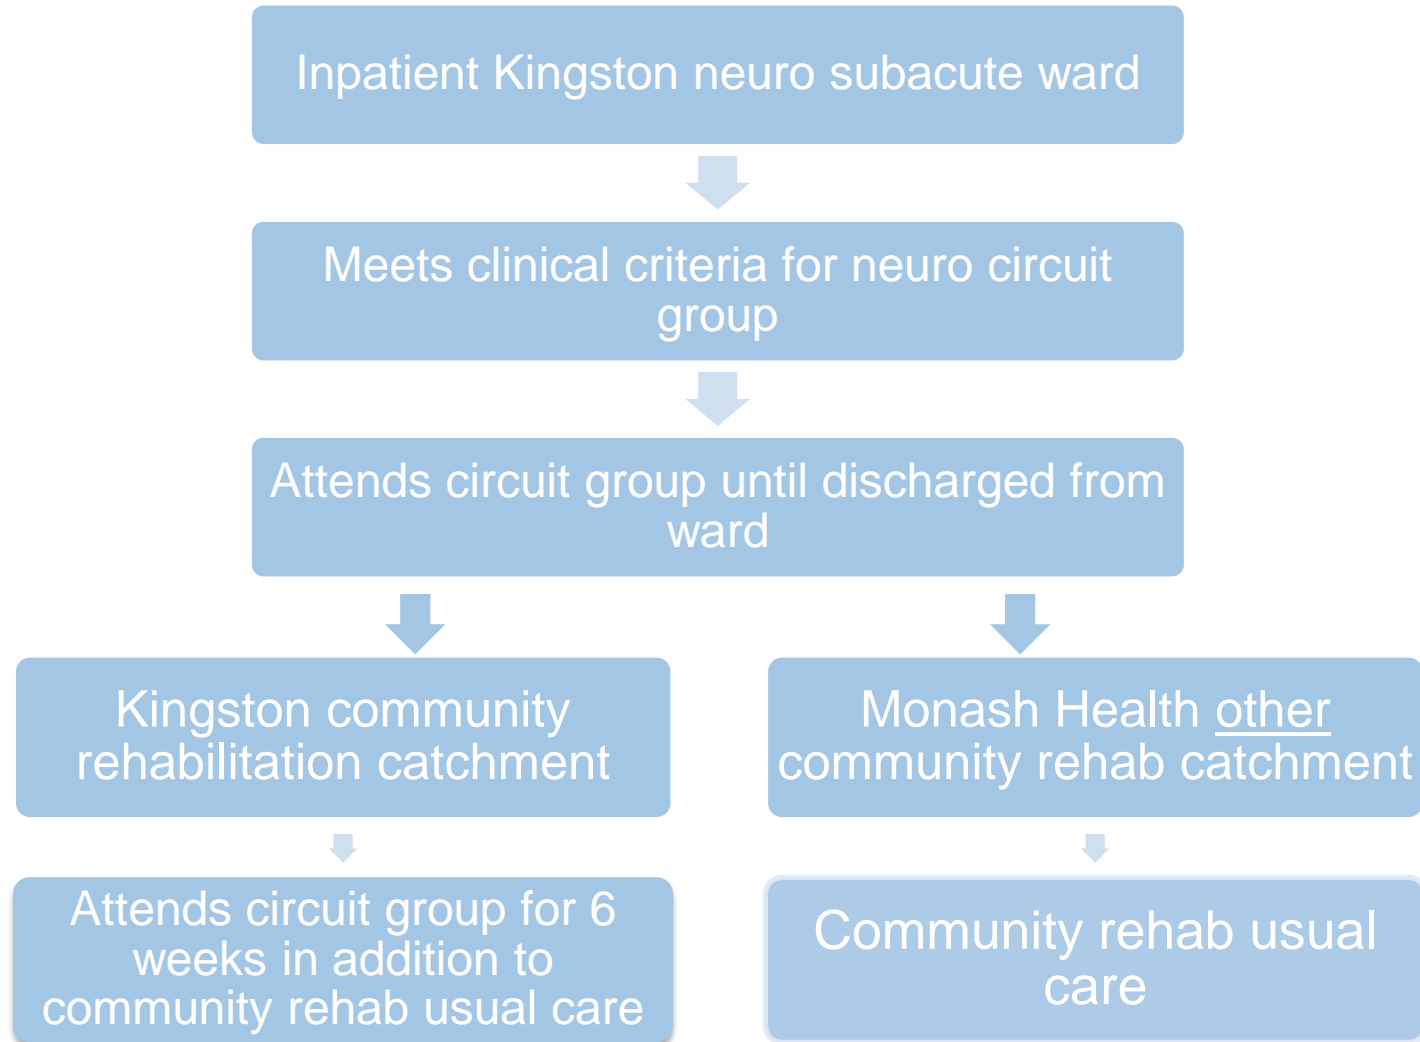 Inpatient Kingston neuro subacute ward
Meets clinical criteria for neuro circuit
group
Attends circuit group until discharged from
ward
Kingston community
rehabilitation catchment
Monash Health other
community rehab catchment
Attends circuit group for 6
weeks in addition to
community rehab usual care
Community rehab usual
care